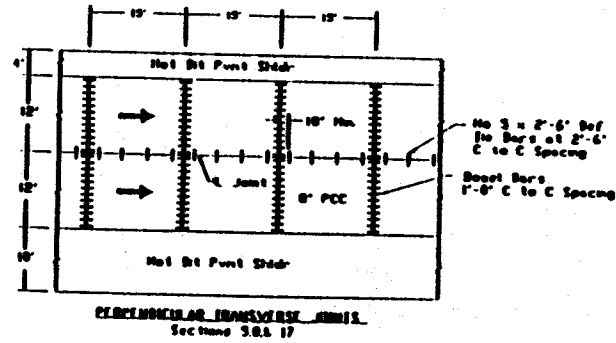 15' 15' 15'
4'
Hot Bit Pvmt Shldr
12'
18" Min
No 5 x 2'-6" Def
Tie Bars at 2'-6"
C to C Spacing
℄ Joint
12'
8" PCC
Dowel Bars
1'-0" C to C Spacing
10'
Hot Bit Pvmt Shldr
PERPENDICULAR TRANSVERSE JOINTS
Sections